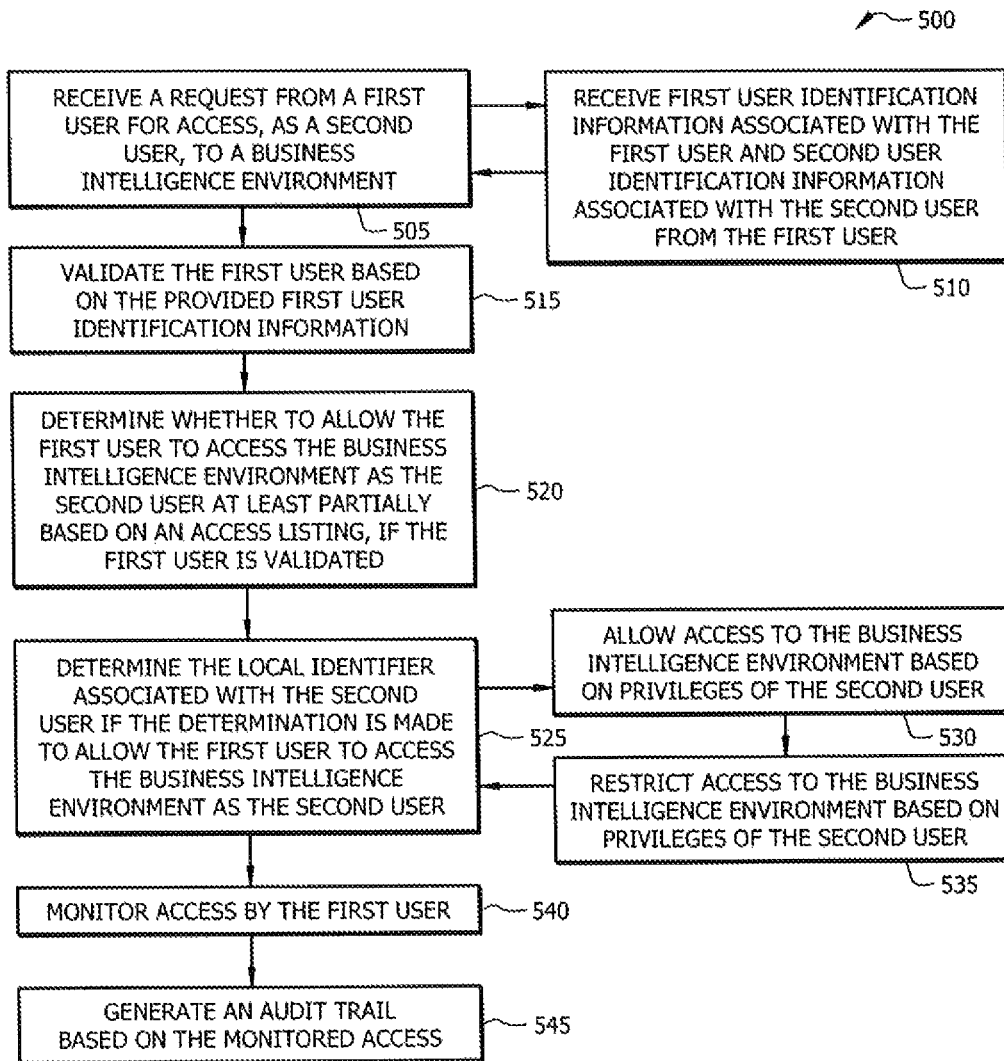 500
RECEIVE A REQUEST FROM A FIRST
USER FOR ACCESS, AS A SECOND
USER, TO A BUSINESS
INTELLIGENCE ENVIRONMENT
505
RECEIVE FIRST USER IDENTIFICATION
INFORMATION ASSOCIATED WITH THE
FIRST USER AND SECOND USER
IDENTIFICATION INFORMATION
ASSOCIATED WITH THE SECOND USER
FROM THE FIRST USER
510
VALIDATE THE FIRST USER BASED
ON THE PROVIDED FIRST USER
IDENTIFICATION INFORMATION
515
DETERMINE WHETHER TO ALLOW THE
FIRST USER TO ACCESS THE BUSINESS
INTELLIGENCE ENVIRONMENT AS THE
SECOND USER AT LEAST PARTIALLY
BASED ON AN ACCESS LISTING, IF THE
FIRST USER IS VALIDATED
520
DETERMINE THE LOCAL IDENTIFIER
ASSOCIATED WITH THE SECOND
USER IF THE DETERMINATION IS MADE
TO ALLOW THE FIRST USER TO ACCESS
THE BUSINESS INTELLIGENCE
ENVIRONMENT AS THE SECOND USER
525
ALLOW ACCESS TO THE BUSINESS
INTELLIGENCE ENVIRONMENT BASED
ON PRIVILEGES OF THE SECOND USER
530
RESTRICT ACCESS TO THE BUSINESS
INTELLIGENCE ENVIRONMENT BASED ON
PRIVILEGES OF THE SECOND USER
535
MONITOR ACCESS BY THE FIRST USER
540
GENERATE AN AUDIT TRAIL
BASED ON THE MONITORED ACCESS
545